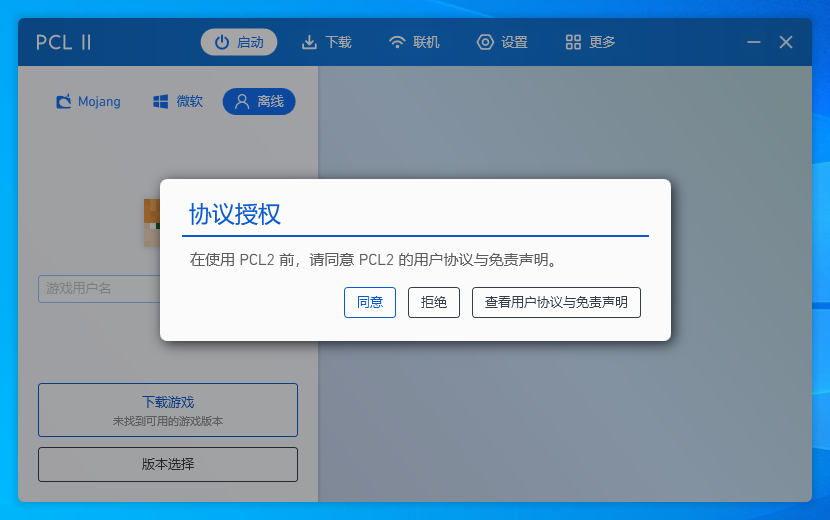 PCL II
启动
下载
联机
设置
更多
Mojang
微软
离线
协议授权
在使用 PCL2 前，请同意 PCL2 的用户协议与免责声明。
游戏用户名
同意
拒绝
查看用户协议与免责声明
下载游戏
未找到可用的游戏版本
版本选择